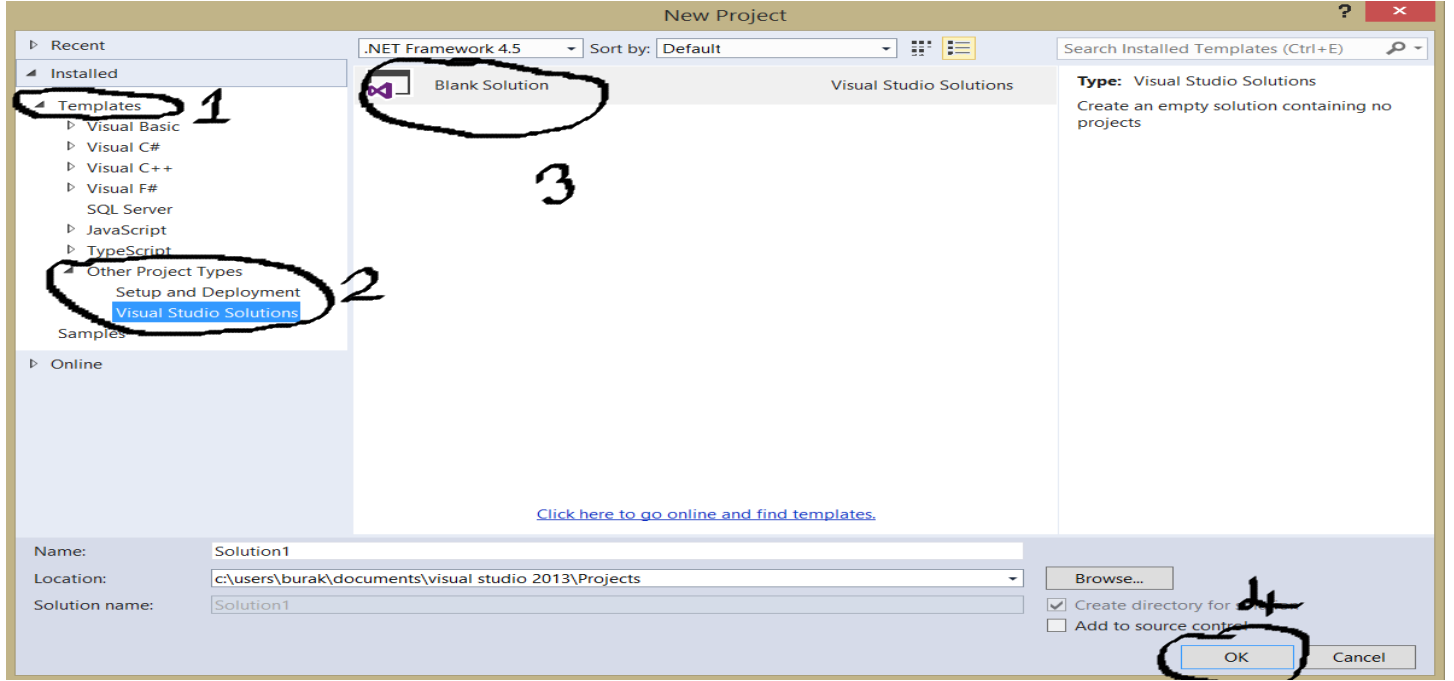 New Project
? ×
Recent
Installed
Templates 1
Visual Basic
Visual C#
Visual C++
Visual F#
SQL Server
JavaScript
TypeScript
Other Project Types
Setup and Deployment
Visual Studio Solutions
2
Samples
Online
.NET Framework 4.5 Sort by: Default
Blank Solution Visual Studio Solutions
3
Click here to go online and find templates.
Search Installed Templates (Ctrl+E)
Type: Visual Studio Solutions
Create an empty solution containing no
projects
Name: Solution1
Location: c:\users\burak\documents\visual studio 2013\Projects Browse...
Solution name: Solution1
Create directory for
4
Add to source control
OK Cancel